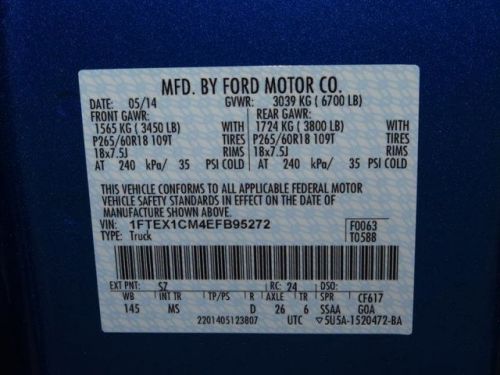 MFD. BY FORD MOTOR CO.
DATE: 05/14 GVWR: 3039 KG ( 6700 LB)
FRONT GAWR: REAR GAWR:
1565 KG ( 3450 LB) WITH 1724 KG ( 3800 LB) WITH
P265/60R18 109T TIRES P265/60R18 109T TIRES
18x7.5J RIMS 18x7.5J RIMS
AT 240 kPa/ 35 PSI COLD AT 240 kPa/ 35 PSI COLD
THIS VEHICLE CONFORMS TO ALL APPLICABLE FEDERAL MOTOR
VEHICLE SAFETY STANDARDS IN EFFECT ON THE DATE OF
MANUFACTURE SHOWN ABOVE.
VIN: 1FTEX1CM4EFB95272 F0063
TYPE: Truck T0588
EXT PNT: SZ RC: 24 DSO:
WB INT TR TP/PS R AXLE TR SPR CF617
145 MS D 26 6 SSAA GOA
2201405123807 UTC ▽5U5A-1520472-BA